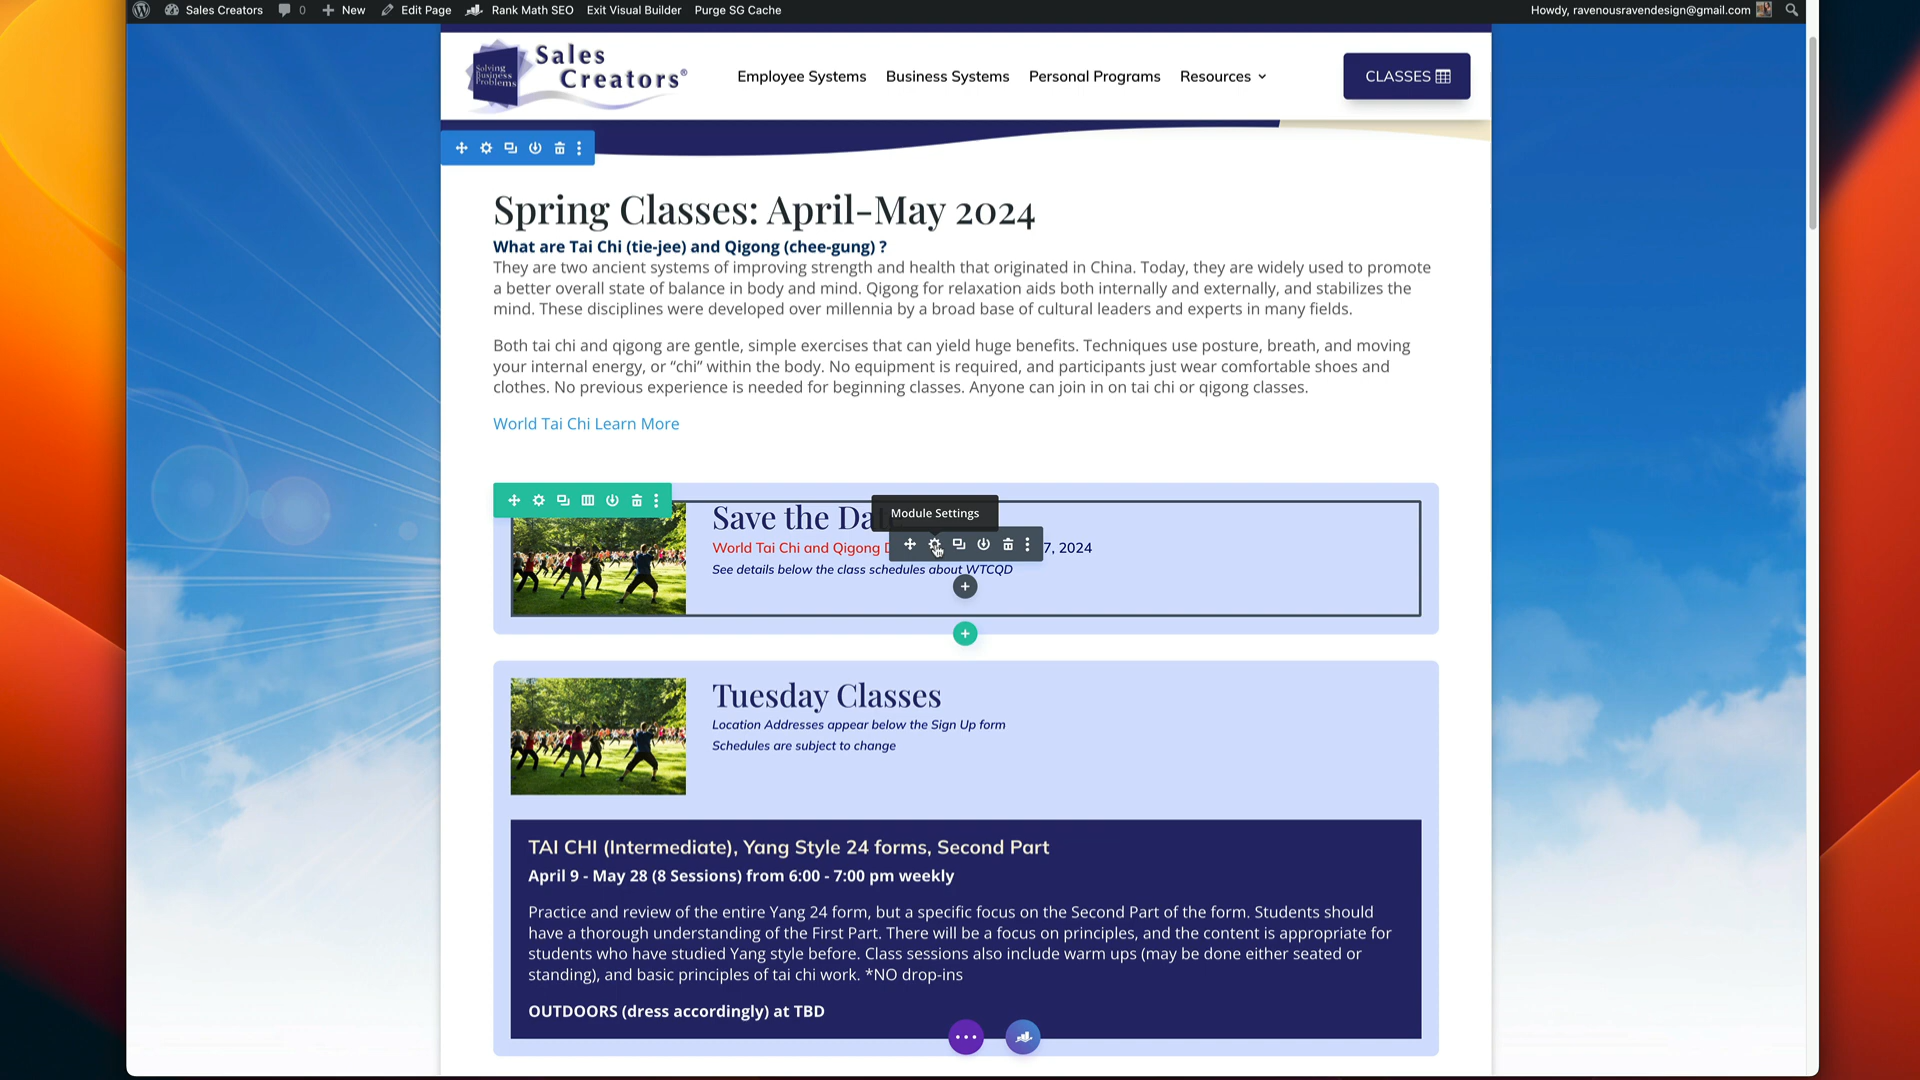 Sales Creators 0 New Edit Page Rank Math SEO Exit Visual Builder Purge SG Cache Howdy, ravenousravendesign@gmail.com
Solving
Business
Problems
Sales
Creators®
Employee Systems Business Systems Personal Programs Resources CLASSES
Spring Classes: April-May 2024
What are Tai Chi (tie-jee) and Qigong (chee-gung) ?
They are two ancient systems of improving strength and health that originated in China. Today, they are widely used to promote
a better overall state of balance in body and mind. Qigong for relaxation aids both internally and externally, and stabilizes the
mind. These disciplines were developed over millennia by a broad base of cultural leaders and experts in many fields.
Both tai chi and qigong are gentle, simple exercises that can yield huge benefits. Techniques use posture, breath, and moving
your internal energy, or “chi” within the body. No equipment is required, and participants just wear comfortable shoes and
clothes. No previous experience is needed for beginning classes. Anyone can join in on tai chi or qigong classes.
World Tai Chi Learn More
Save the Da
Module Settings
World Tai Chi and Qigong D 7, 2024
See details below the class schedules about WTCQD
Tuesday Classes
Location Addresses appear below the Sign Up form
Schedules are subject to change
TAI CHI (Intermediate), Yang Style 24 forms, Second Part
April 9 - May 28 (8 Sessions) from 6:00 - 7:00 pm weekly
Practice and review of the entire Yang 24 form, but a specific focus on the Second Part of the form. Students should
have a thorough understanding of the First Part. There will be a focus on principles, and the content is appropriate for
students who have studied Yang style before. Class sessions also include warm ups (may be done either seated or
standing), and basic principles of tai chi work. *NO drop-ins
OUTDOORS (dress accordingly) at TBD